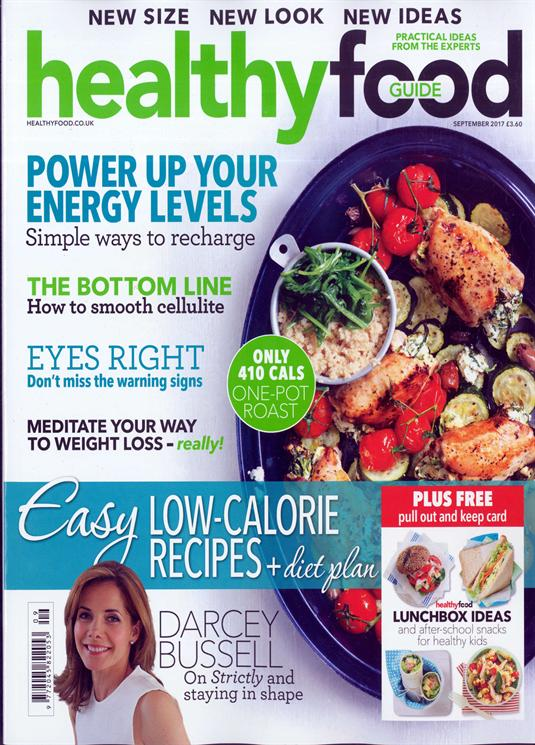 NEW SIZE NEW LOOK NEW IDEAS
PRACTICAL IDEAS
FROM THE EXPERTS
healthyfood
GUIDE
HEALTHYFOOD.CO.UK
SEPTEMBER 2017 £3.60
POWER UP YOUR
ENERGY LEVELS
Simple ways to recharge
THE BOTTOM LINE
How to smooth cellulite
EYES RIGHT
Don't miss the warning signs
ONLY
410 CALS
ONE-POT
ROAST
MEDITATE YOUR WAY
TO WEIGHT LOSS – really!
Easy LOW-CALORIE
RECIPES + diet plan
PLUS FREE
pull out and keep card
healthyfood
LUNCHBOX IDEAS
and after-school snacks
for healthy kids
DARCEY
BUSSELL
On Strictly and
staying in shape
09
9 772045 822053